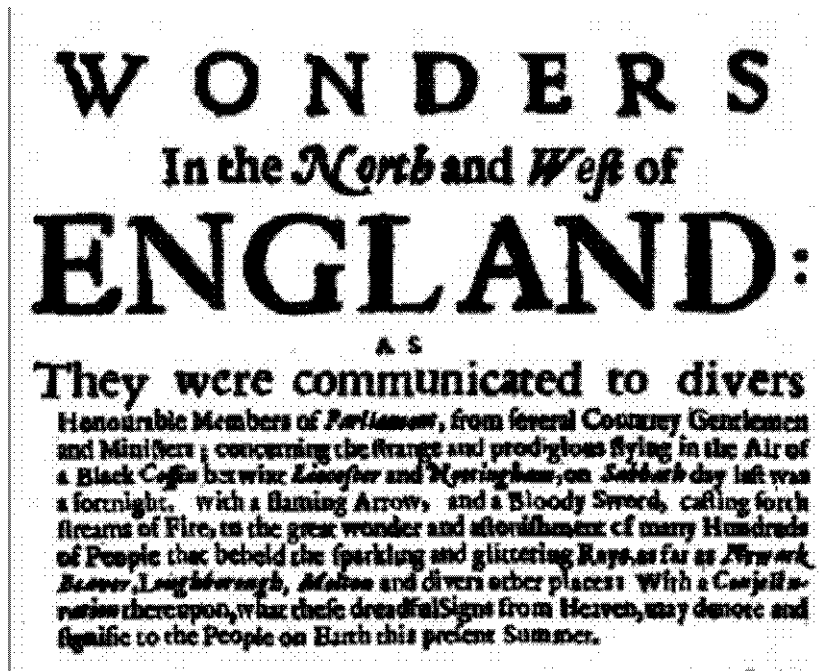 WONDERS
In the North and Weſt of
ENGLAND:
AS
They were communicated to divers
Honourable Members of Parliament, from ſeveral Countrey Gentlemen
and Miniſters; concerning the ſtrange and prodigious flying in the Air of
a Black Coffin betwixt Leiceſter and Nottingham, on Sabbath day laſt was
a fortnight. with a flaming Arrow, and a Bloody Sword, caſting forth
ſtreams of Fire, to the great wonder and aſtoniſhment of many Hundreds
of People that beheld the ſparkling and glittering Rays, as far as Newark
Beaver, Loughborough, Melton and divers other places: With a Conjectu-
ration thereupon, what theſe dreadful Signs from Heaven, may denote and
ſignifie to the People on Earth this preſent Summer.